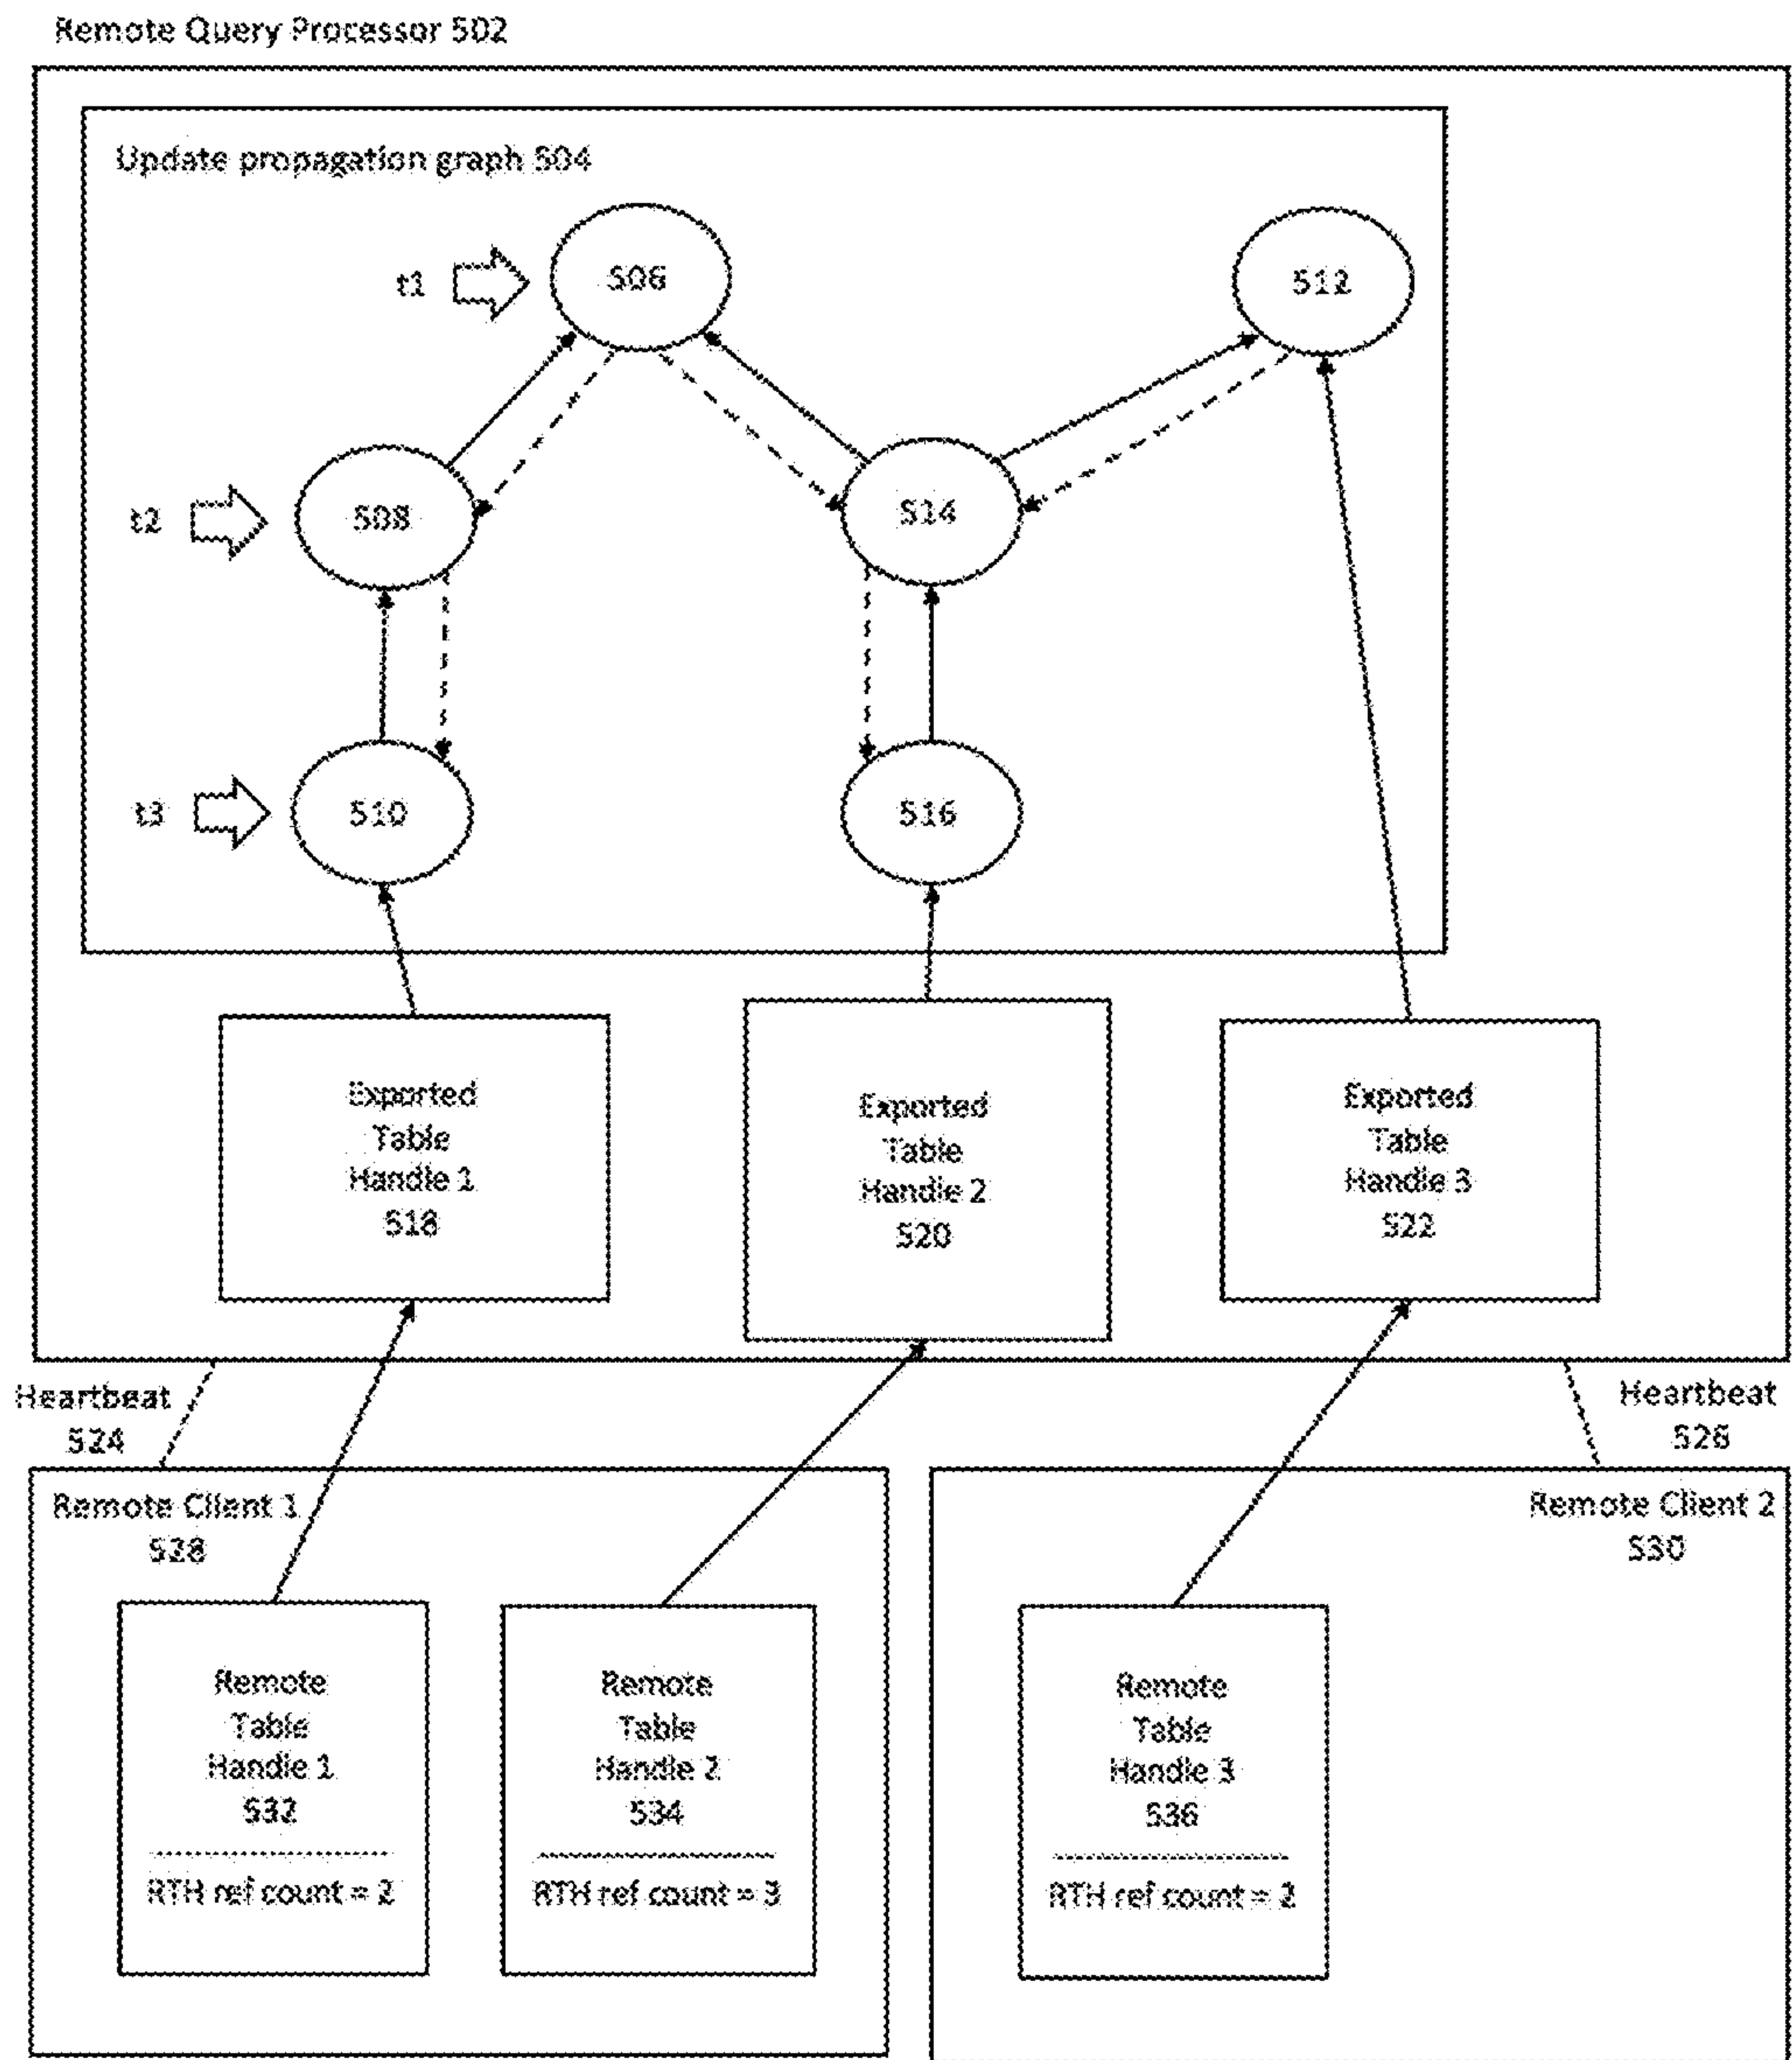 Remote Query Processor 502
Update propagation graph 504
t1
506
512
t2
508
514
t3
510
516
Exported
Table
Handle 1
518
Exported
Table
Handle 2
520
Exported
Table
Handle 3
522
Heartbeat
524
Heartbeat
526
Remote Client 1
528
Remote Client 2
530
Remote
Table
Handle 1
532
RTH ref count = 2
Remote
Table
Handle 2
534
RTH ref count = 3
Remote
Table
Handle 3
536
RTH ref count = 2